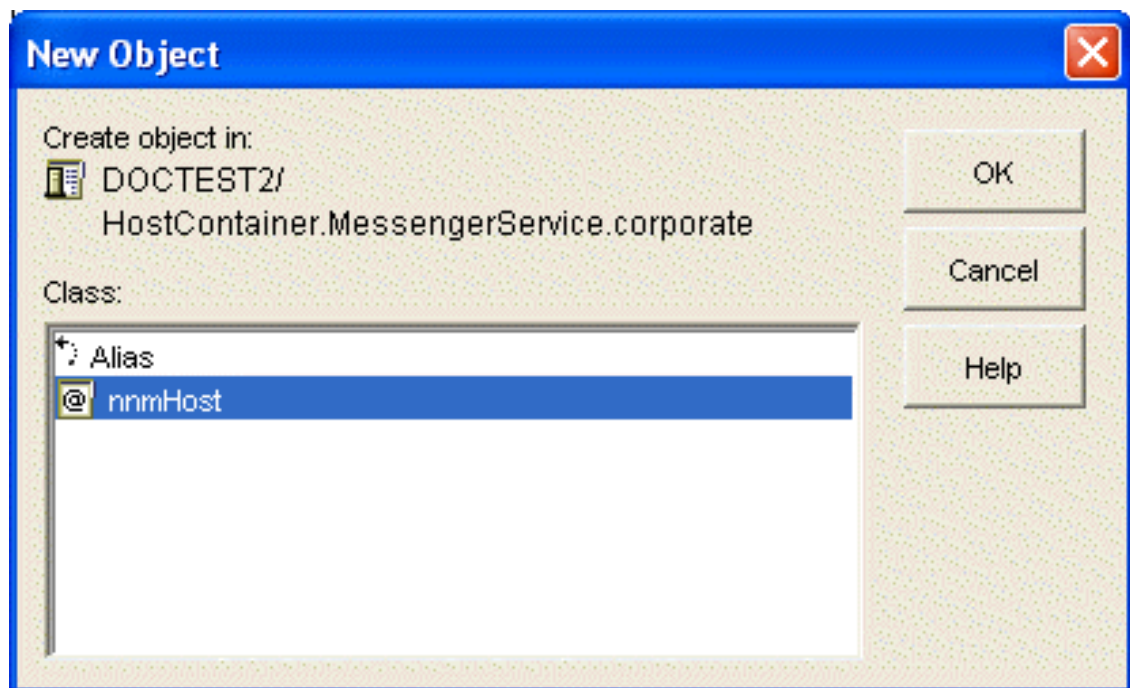 New Object
Create object in:
DOCTEST2/
HostContainer.MessengerService.corporate
Class:
Alias
@ nnmHost
OK
Cancel
Help